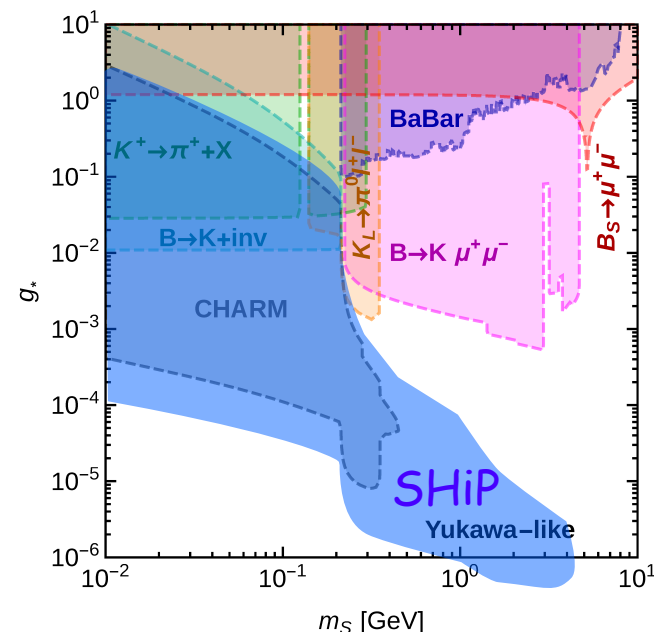 10¹
10⁰
10⁻¹
10⁻²
10⁻³
10⁻⁴
10⁻⁵
10⁻⁶
g⋆
BaBar
K⁺→π⁺+X
K_L→π⁰l⁺l⁻
B_S→μ⁺μ⁻
B→K+inv
B→K μ⁺μ⁻
CHARM
SHiP
Yukawa−like
10⁻²
10⁻¹
10⁰
10¹
m_S [GeV]